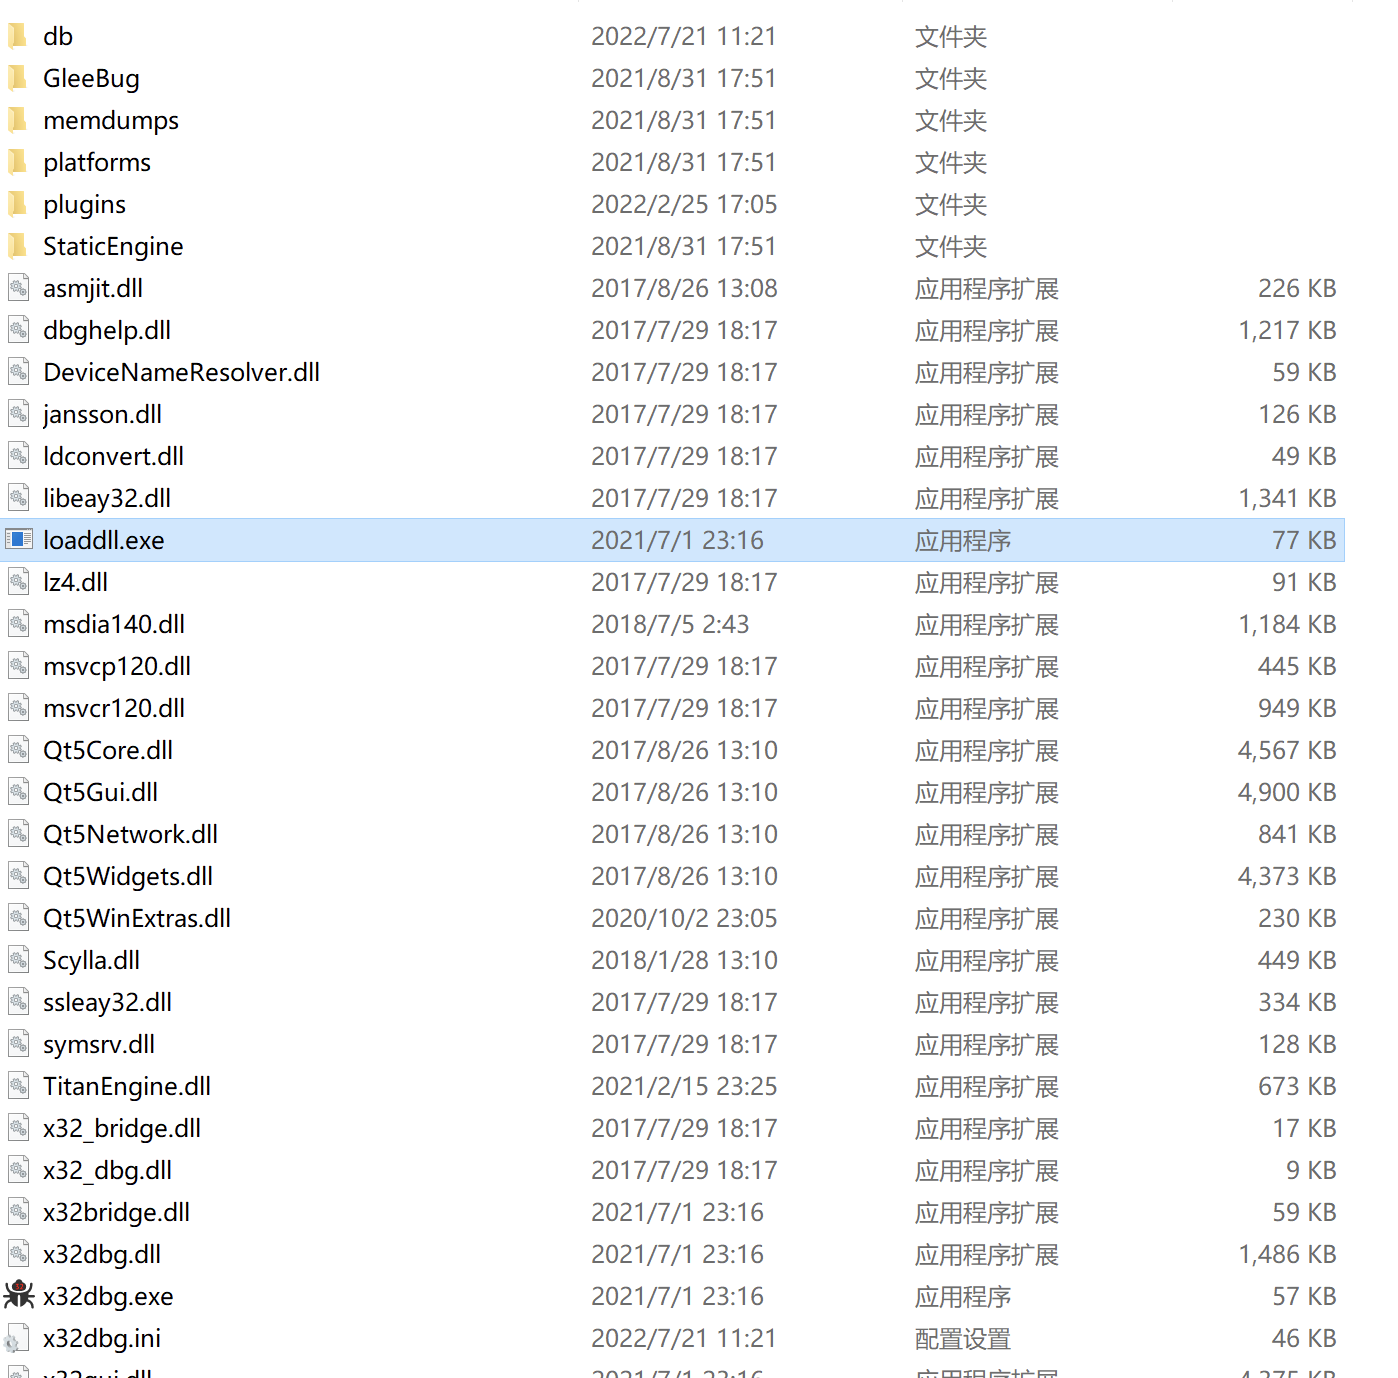 db 2022/7/21 11:21 文件夹
GleeBug 2021/8/31 17:51 文件夹
memdumps 2021/8/31 17:51 文件夹
platforms 2021/8/31 17:51 文件夹
plugins 2022/2/25 17:05 文件夹
StaticEngine 2021/8/31 17:51 文件夹
asmjit.dll 2017/8/26 13:08 应用程序扩展 226 KB
dbghelp.dll 2017/7/29 18:17 应用程序扩展 1,217 KB
DeviceNameResolver.dll 2017/7/29 18:17 应用程序扩展 59 KB
jansson.dll 2017/7/29 18:17 应用程序扩展 126 KB
ldconvert.dll 2017/7/29 18:17 应用程序扩展 49 KB
libeay32.dll 2017/7/29 18:17 应用程序扩展 1,341 KB
loaddll.exe 2021/7/1 23:16 应用程序 77 KB
lz4.dll 2017/7/29 18:17 应用程序扩展 91 KB
msdia140.dll 2018/7/5 2:43 应用程序扩展 1,184 KB
msvcp120.dll 2017/7/29 18:17 应用程序扩展 445 KB
msvcr120.dll 2017/7/29 18:17 应用程序扩展 949 KB
Qt5Core.dll 2017/8/26 13:10 应用程序扩展 4,567 KB
Qt5Gui.dll 2017/8/26 13:10 应用程序扩展 4,900 KB
Qt5Network.dll 2017/8/26 13:10 应用程序扩展 841 KB
Qt5Widgets.dll 2017/8/26 13:10 应用程序扩展 4,373 KB
Qt5WinExtras.dll 2020/10/2 23:05 应用程序扩展 230 KB
Scylla.dll 2018/1/28 13:10 应用程序扩展 449 KB
ssleay32.dll 2017/7/29 18:17 应用程序扩展 334 KB
symsrv.dll 2017/7/29 18:17 应用程序扩展 128 KB
TitanEngine.dll 2021/2/15 23:25 应用程序扩展 673 KB
x32_bridge.dll 2017/7/29 18:17 应用程序扩展 17 KB
x32_dbg.dll 2017/7/29 18:17 应用程序扩展 9 KB
x32bridge.dll 2021/7/1 23:16 应用程序扩展 59 KB
x32dbg.dll 2021/7/1 23:16 应用程序扩展 1,486 KB
x32dbg.exe 2021/7/1 23:16 应用程序 57 KB
x32dbg.ini 2022/7/21 11:21 配置设置 46 KB